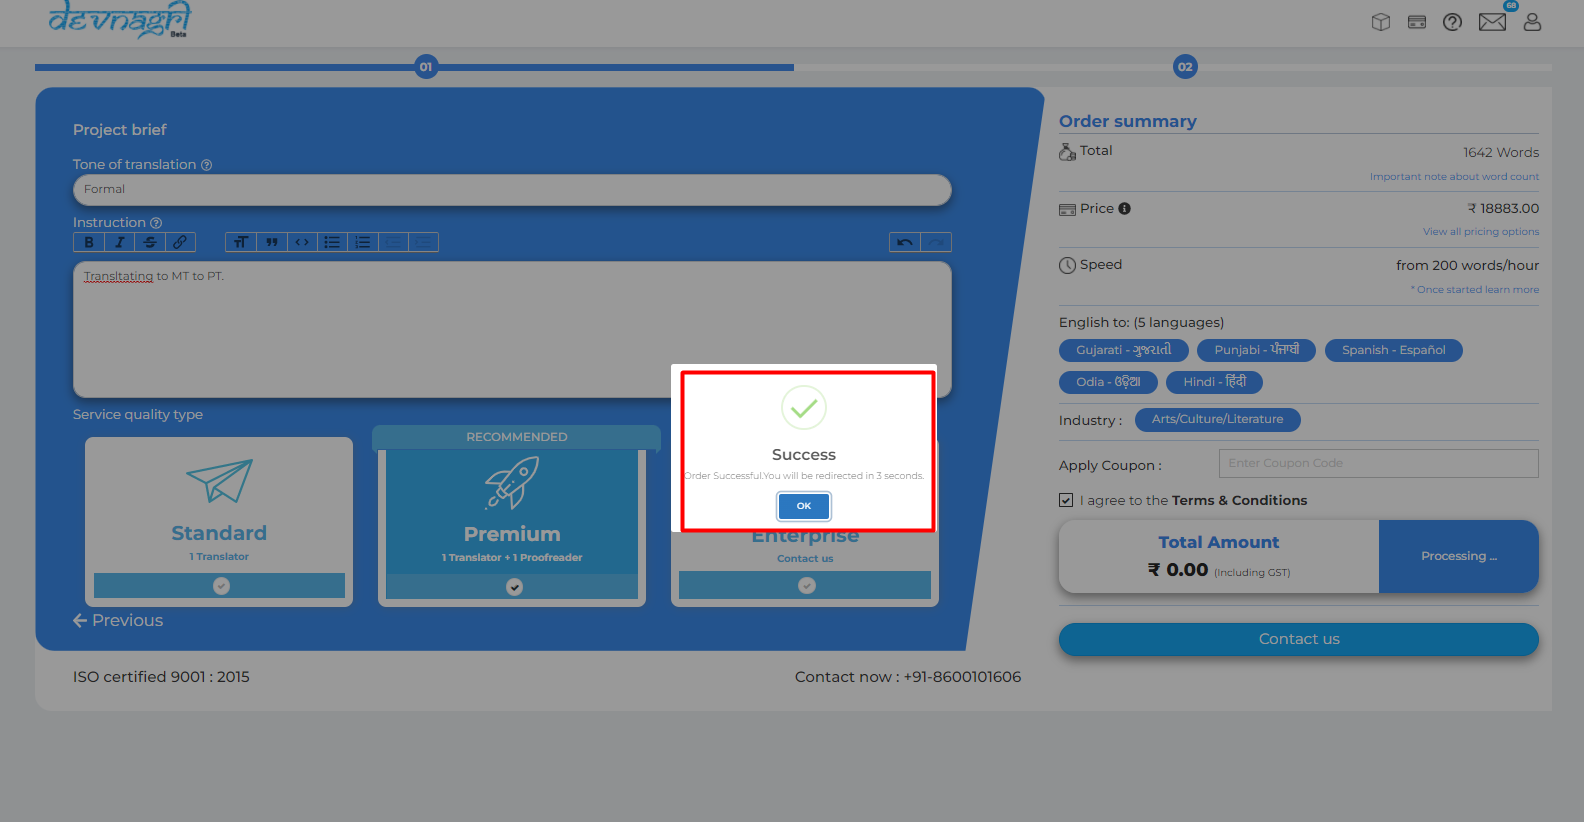 देvnagri
Beta
68
01
02
Project brief
Tone of translation
Formal
Instruction
Transltating to MT to PT.
Service quality type
Standard
1 Translator
RECOMMENDED
Premium
1 Translator + 1 Proofreader
Enterprise
Contact us
Previous
ISO certified 9001 : 2015
Contact now : +91-8600101606
Success
Order Successful.You will be redirected in 3 seconds.
OK
Order summary
Total
1642 Words
Important note about word count
Price
₹ 18883.00
View all pricing options
Speed
from 200 words/hour
* Once started learn more
English to: (5 languages)
Gujarati - ગુજરાતી
Punjabi - ਪੰਜਾਬੀ
Spanish - Español
Odia - ଓଡ଼ିଆ
Hindi - हिंदी
Industry :
Arts/Culture/Literature
Apply Coupon :
Enter Coupon Code
I agree to the Terms & Conditions
Total Amount
₹ 0.00 (Including GST)
Processing ...
Contact us